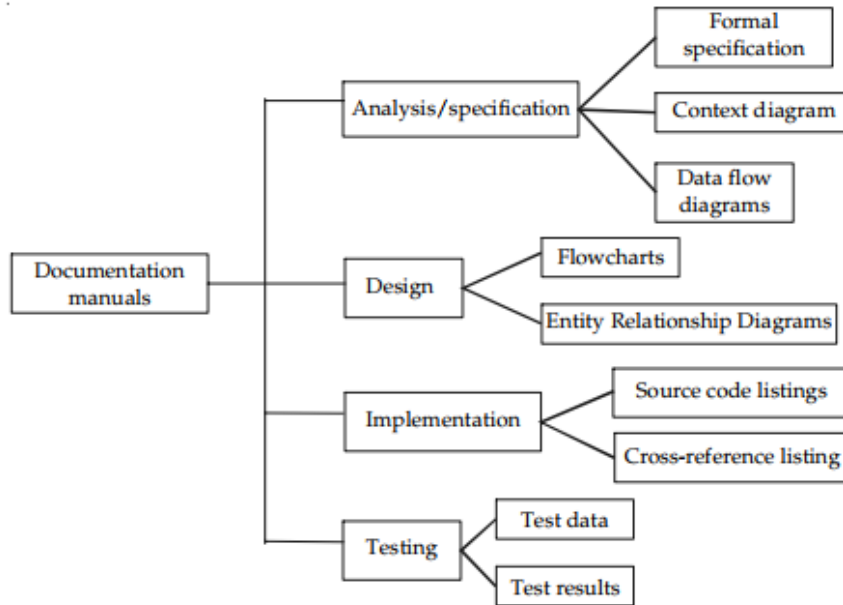 Formal
specification
Analysis/specification
Context diagram
Data flow
diagrams
Documentation
manuals
Design
Flowcharts
Entity Relationship Diagrams
Implementation
Source code listings
Cross-reference listing
Testing
Test data
Test results